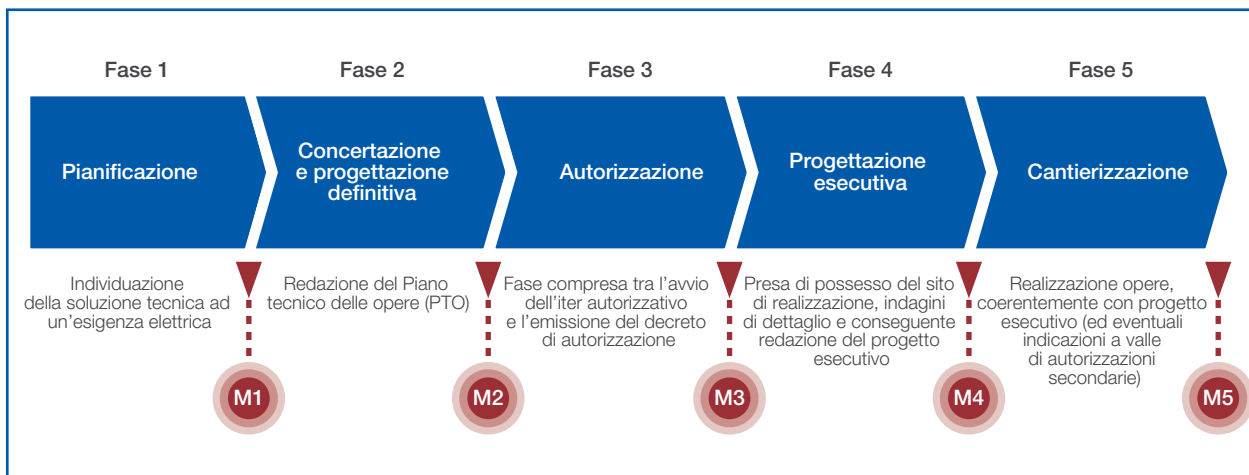 Fase 1
Fase 2
Fase 3
Fase 4
Fase 5
Pianificazione
Concertazione
e progettazione
definitiva
Autorizzazione
Progettazione
esecutiva
Cantierizzazione
Individuazione
della soluzione tecnica ad
un'esigenza elettrica
Redazione del Piano
tecnico delle opere (PTO)
Fase compresa tra l'avvio
dell'iter autorizzativo
e l'emissione del decreto
di autorizzazione
Presa di possesso del sito
di realizzazione, indagini
di dettaglio e conseguente
redazione del progetto
esecutivo
Realizzazione opere,
coerentemente con progetto
esecutivo (ed eventuali
indicazioni a valle
di autorizzazioni
secondarie)
M1
M2
M3
M4
M5